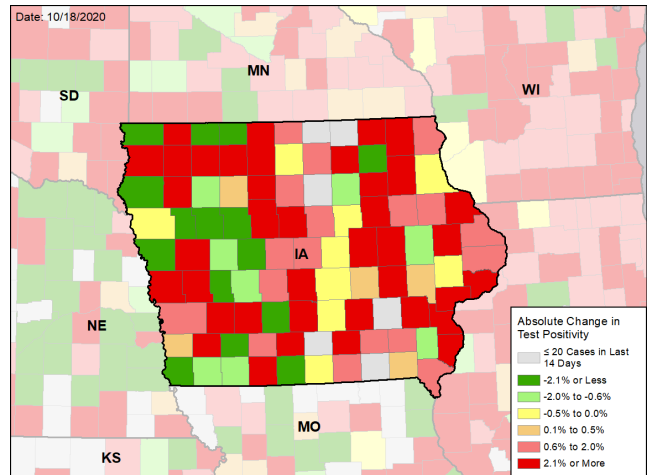 Date: 10/18/2020
MN
SD
WI
IA
NE
MO
KS
Absolute Change in
Test Positivity
≤ 20 Cases in Last
14 Days
-2.1% or Less
-2.0% to -0.6%
-0.5% to 0.0%
0.1% to 0.5%
0.6% to 2.0%
2.1% or More